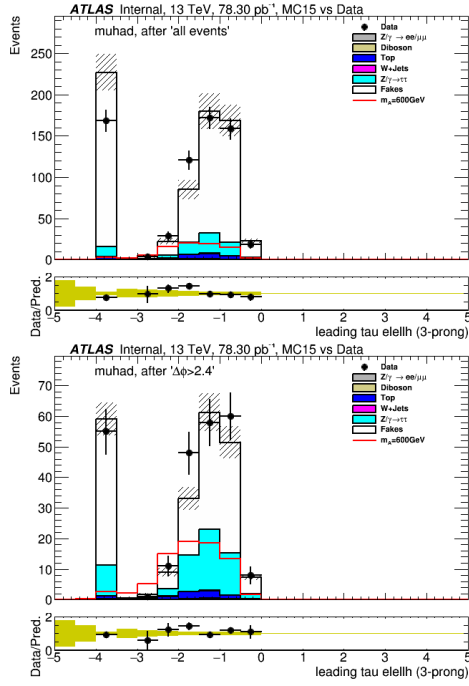 ATLAS Internal, 13 TeV, 78.30 pb⁻¹, MC15 vs Data
Events
muhad, after 'all events'
Data
Z/γ → ee/μμ
Diboson
Top
W+Jets
Z/γ→ττ
Fakes
mA=600GeV
250
200
150
100
50
0
Data/Pred.
2
1
0
−5 −4 −3 −2 −1 0 1 2 3 4 5
leading tau elellh (3-prong)
ATLAS Internal, 13 TeV, 78.30 pb⁻¹, MC15 vs Data
Events
muhad, after 'Δϕ>2.4'
Data
Z/γ → ee/μμ
Diboson
Top
W+Jets
Z/γ→ττ
Fakes
mA=600GeV
70
60
50
40
30
20
10
0
Data/Pred.
2
1
0
−5 −4 −3 −2 −1 0 1 2 3 4 5
leading tau elellh (3-prong)